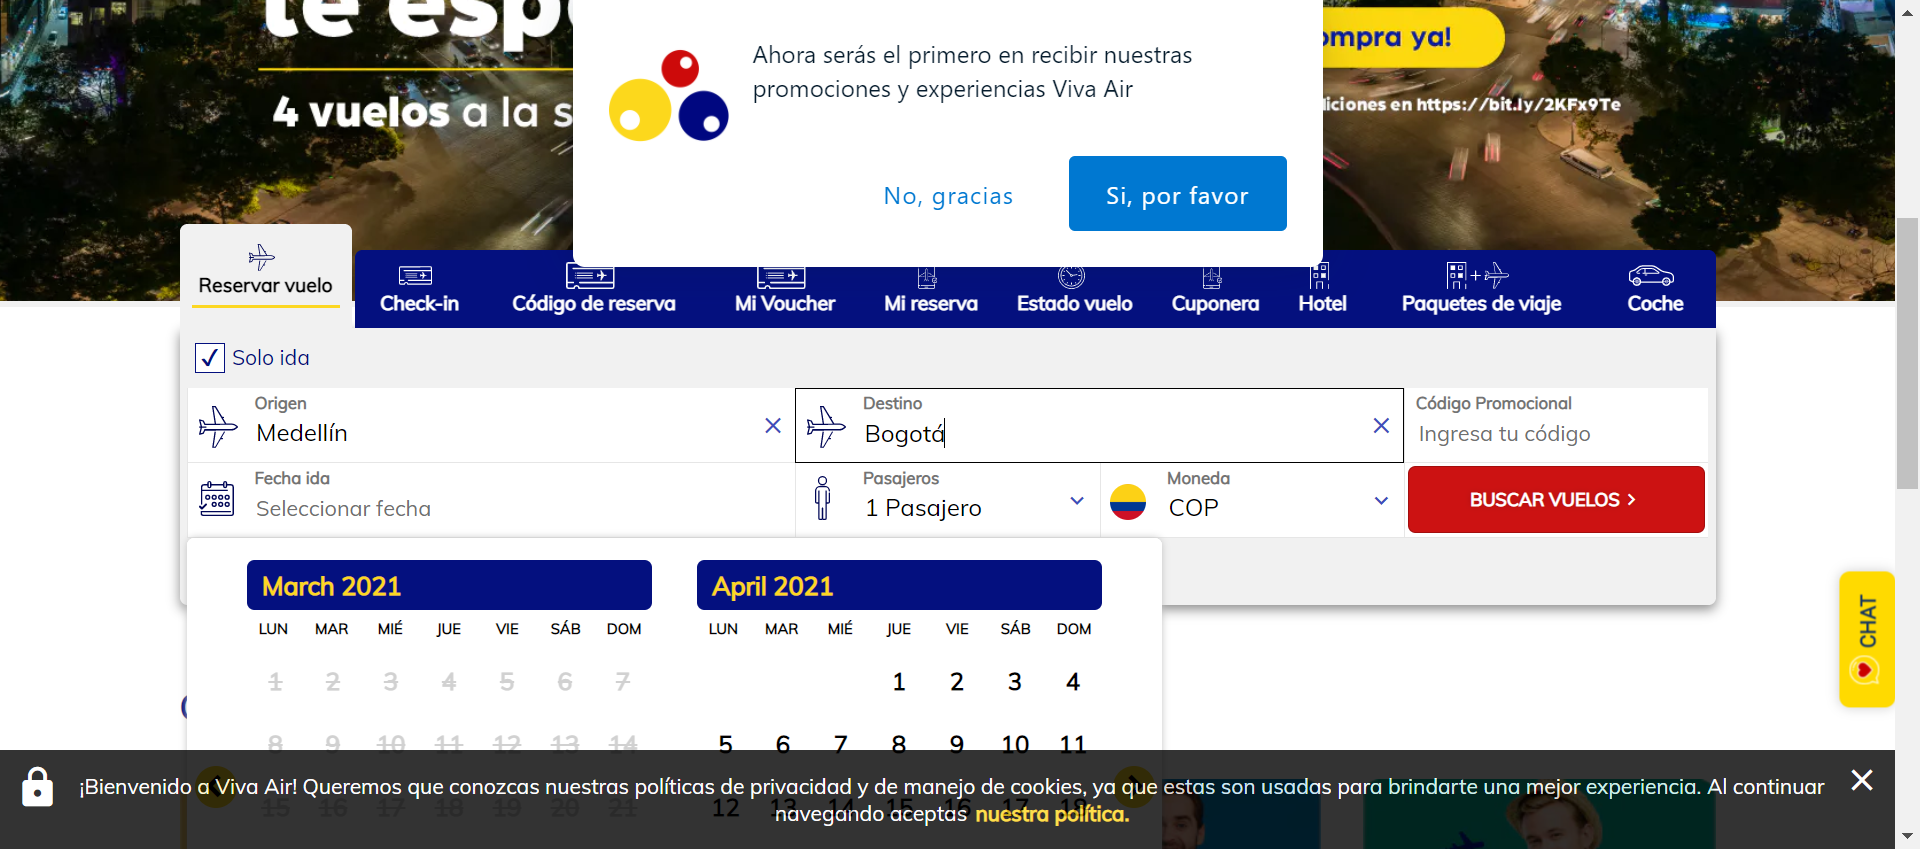 te esp
4 vuelos a la s
Ahora serás el primero en recibir nuestras
promociones y experiencias Viva Air
No, gracias
Si, por favor
ompra ya!
diciones en https://bit.ly/2KFx9Te
Reservar vuelo
Check-in
Código de reserva
Mi Voucher
Mi reserva
Estado vuelo
Cuponera
Hotel
Paquetes de viaje
Coche
Solo ida
Origen
Medellín
Destino
Bogotá
Código Promocional
Ingresa tu código
Fecha ida
Seleccionar fecha
Pasajeros
1 Pasajero
Moneda
COP
BUSCAR VUELOS >
March 2021
LUN MAR MIÉ JUE VIE SÁB DOM
1 2 3 4 5 6 7
8 9 10 11 12 13 14
15 16 17 18 19 20 21
April 2021
LUN MAR MIÉ JUE VIE SÁB DOM
1 2 3 4
5 6 7 8 9 10 11
12 13 14 15 16 17 18
CHAT
¡Bienvenido a Viva Air! Queremos que conozcas nuestras políticas de privacidad y de manejo de cookies, ya que estas son usadas para brindarte una mejor experiencia. Al continuar
navegando aceptas nuestra política.